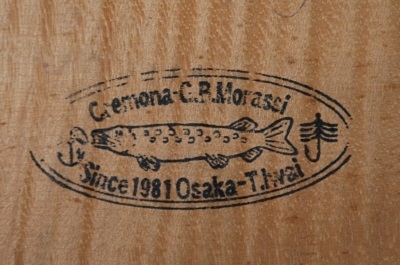 Cremona-G.B.Morassi
Since 1981 Osaka-T.Iwai